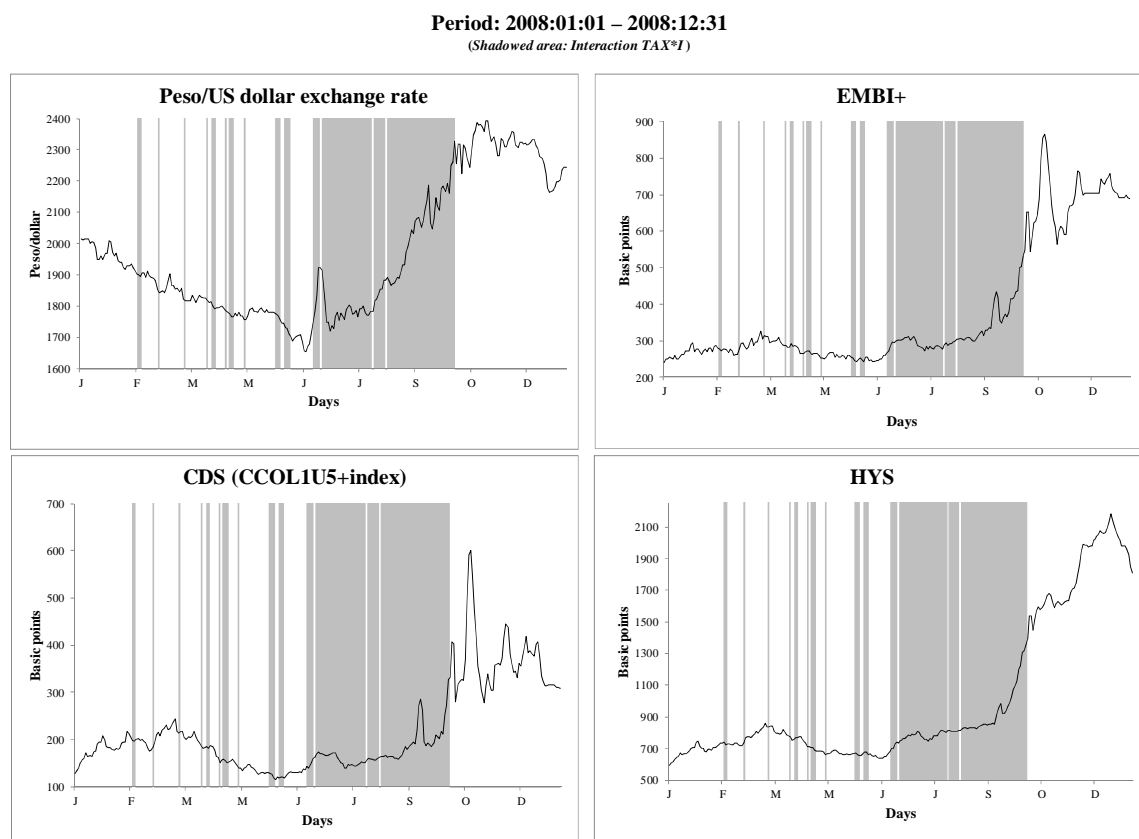 Period: 2008:01:01 – 2008:12:31
(Shadowed area: Interaction TAX*I )
Peso/US dollar exchange rate
2400
2300
2200
2100
2000
1900
1800
1700
1600
Peso/dollar
J F M M J J S O D
Days
EMBI+
900
800
700
600
500
400
300
200
Basic points
J F M M J J S O D
Days
CDS (CCOL1U5+index)
700
600
500
400
300
200
100
Basic points
J F M M J J S O D
Days
HYS
2100
1900
1700
1500
1300
1100
900
700
500
Basic points
J F M M J J S O D
Days